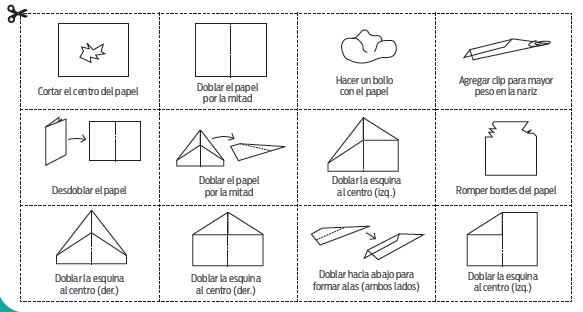 Cortar el centro del papel
Doblar el papel
por la mitad
Hacer un bollo
con el papel
Agregar clip para mayor
peso en la nariz
Desdoblar el papel
Doblar el papel
por la mitad
Doblar la esquina
al centro (izq.)
Romper bordes del papel
Doblar la esquina
al centro (der.)
Doblar la esquina
al centro (der.)
Doblar hacia abajo para
formar alas (ambos lados)
Doblar la esquina
al centro (izq.)